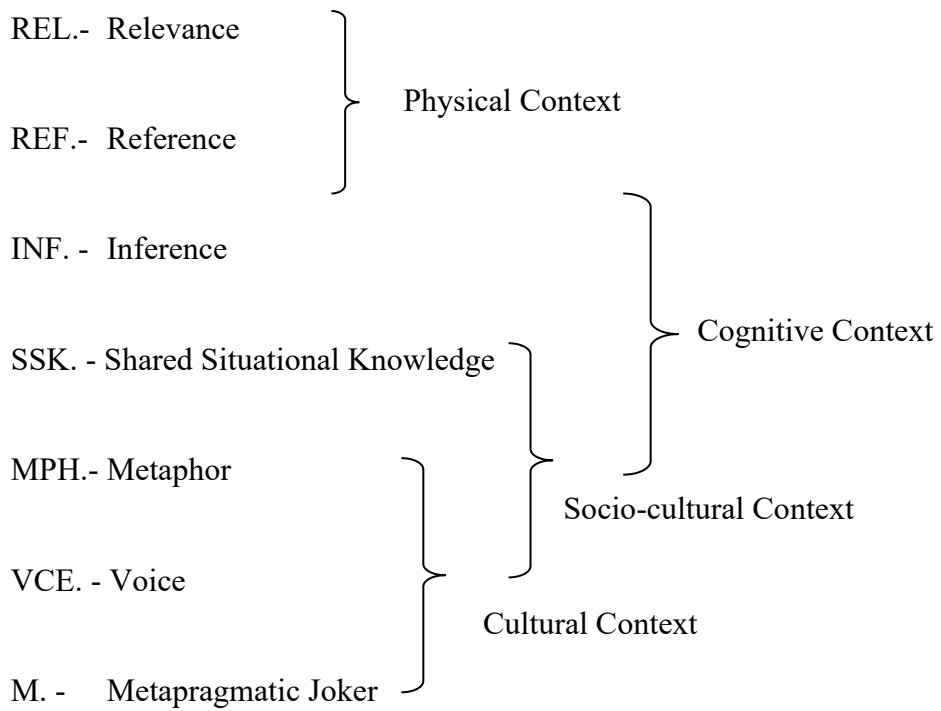 REL.- Relevance
Physical Context
REF.- Reference
INF. - Inference
Cognitive Context
SSK. - Shared Situational Knowledge
MPH.- Metaphor
Socio-cultural Context
VCE. - Voice
Cultural Context
M. - Metapragmatic Joker